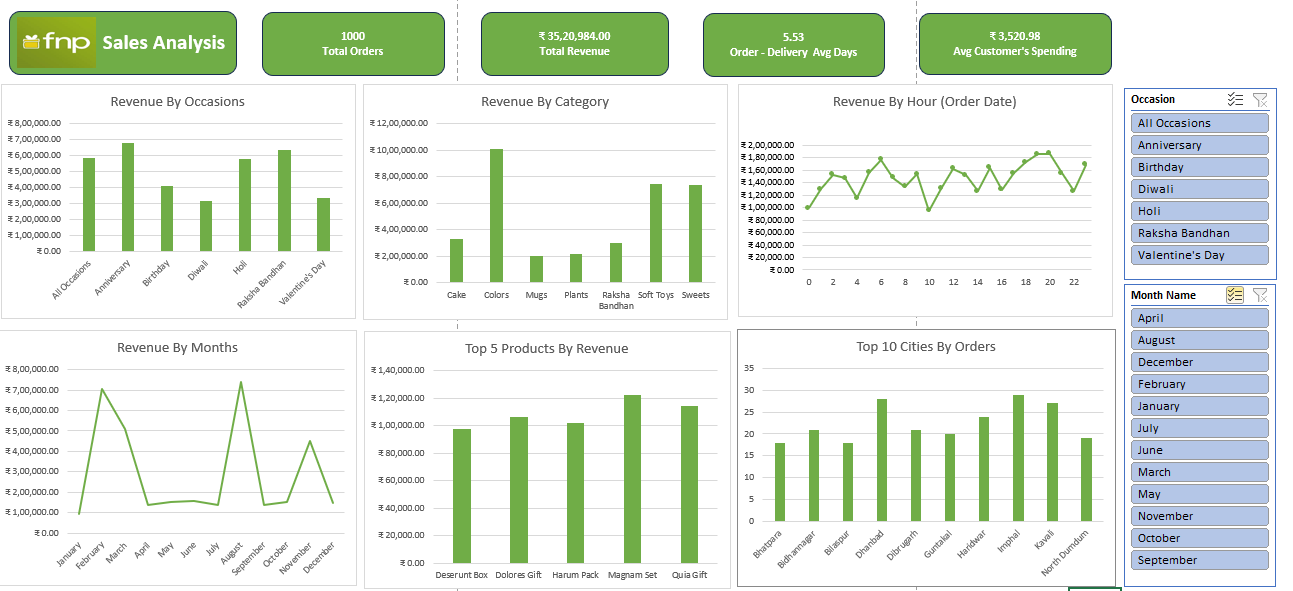 fnp Sales Analysis
1000
Total Orders
₹ 35,20,984.00
Total Revenue
5.53
Order - Delivery Avg Days
₹ 3,520.98
Avg Customer's Spending
Revenue By Occasions
₹ 8,00,000.00
₹ 7,00,000.00
₹ 6,00,000.00
₹ 5,00,000.00
₹ 4,00,000.00
₹ 3,00,000.00
₹ 2,00,000.00
₹ 1,00,000.00
₹ 0.00
All Occasions
Anniversary
Birthday
Diwali
Holi
Raksha Bandhan
Valentine's Day
Revenue By Category
₹ 12,00,000.00
₹ 10,00,000.00
₹ 8,00,000.00
₹ 6,00,000.00
₹ 4,00,000.00
₹ 2,00,000.00
₹ 0.00
Cake Colors Mugs Plants Raksha Bandhan Soft Toys Sweets
Revenue By Hour (Order Date)
₹ 2,00,000.00
₹ 1,80,000.00
₹ 1,60,000.00
₹ 1,40,000.00
₹ 1,20,000.00
₹ 1,00,000.00
₹ 80,000.00
₹ 60,000.00
₹ 40,000.00
₹ 20,000.00
₹ 0.00
0 2 4 6 8 10 12 14 16 18 20 22
Occasion
All Occasions
Anniversary
Birthday
Diwali
Holi
Raksha Bandhan
Valentine's Day
Revenue By Months
₹ 8,00,000.00
₹ 7,00,000.00
₹ 6,00,000.00
₹ 5,00,000.00
₹ 4,00,000.00
₹ 3,00,000.00
₹ 2,00,000.00
₹ 1,00,000.00
₹ 0.00
January
February
March
April
May
June
July
August
September
October
November
December
Top 5 Products By Revenue
₹ 1,40,000.00
₹ 1,20,000.00
₹ 1,00,000.00
₹ 80,000.00
₹ 60,000.00
₹ 40,000.00
₹ 20,000.00
₹ 0.00
Deserunt Box Dolores Gift Harum Pack Magnam Set Quia Gift
Top 10 Cities By Orders
35
30
25
20
15
10
5
0
Bhatpara
Bidhannagar
Bilaspur
Dhanbad
Dibrugarh
Guntakal
Haridwar
Imphal
Kavali
North Dumdum
Month Name
April
August
December
February
January
July
June
March
May
November
October
September